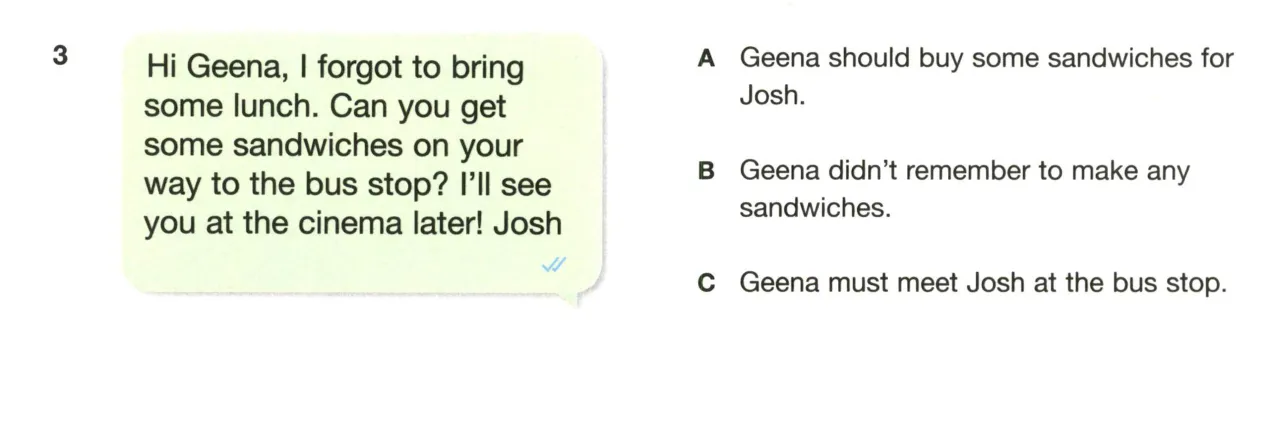 3
Hi Geena, I forgot to bring
some lunch. Can you get
some sandwiches on your
way to the bus stop? I'll see
you at the cinema later! Josh
A Geena should buy some sandwiches for
Josh.
B Geena didn't remember to make any
sandwiches.
C Geena must meet Josh at the bus stop.